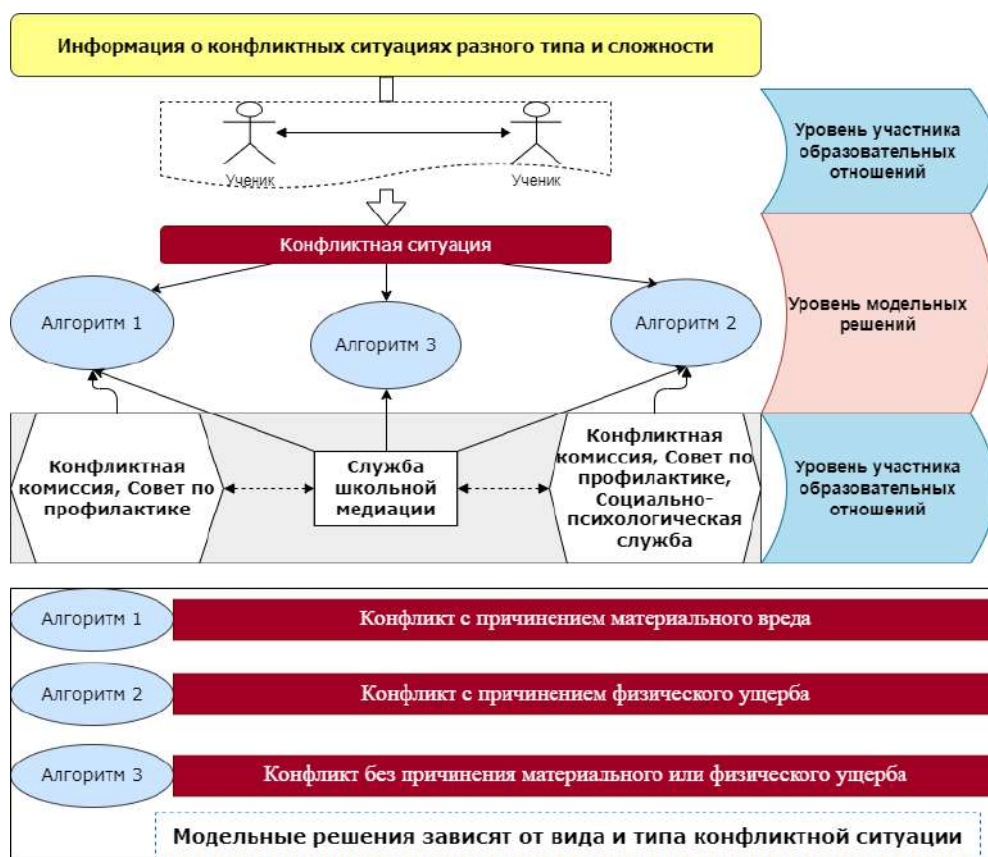 Информация о конфликтных ситуациях разного типа и сложности
Уровень участника
образовательных
отношений
Ученик
Ученик
Конфликтная ситуация
Уровень модельных
решений
Алгоритм 1
Алгоритм 3
Алгоритм 2
Конфликтная
комиссия, Совет по
профилактике
Служба
школьной
медиации
Конфликтная
комиссия, Совет по
профилактике,
Социально-
психологическая
служба
Уровень участника
образовательных
отношений
Алгоритм 1
Конфликт с причинением материального вреда
Алгоритм 2
Конфликт с причинением физического ущерба
Алгоритм 3
Конфликт без причинения материального или физического ущерба
Модельные решения зависят от вида и типа конфликтной ситуации